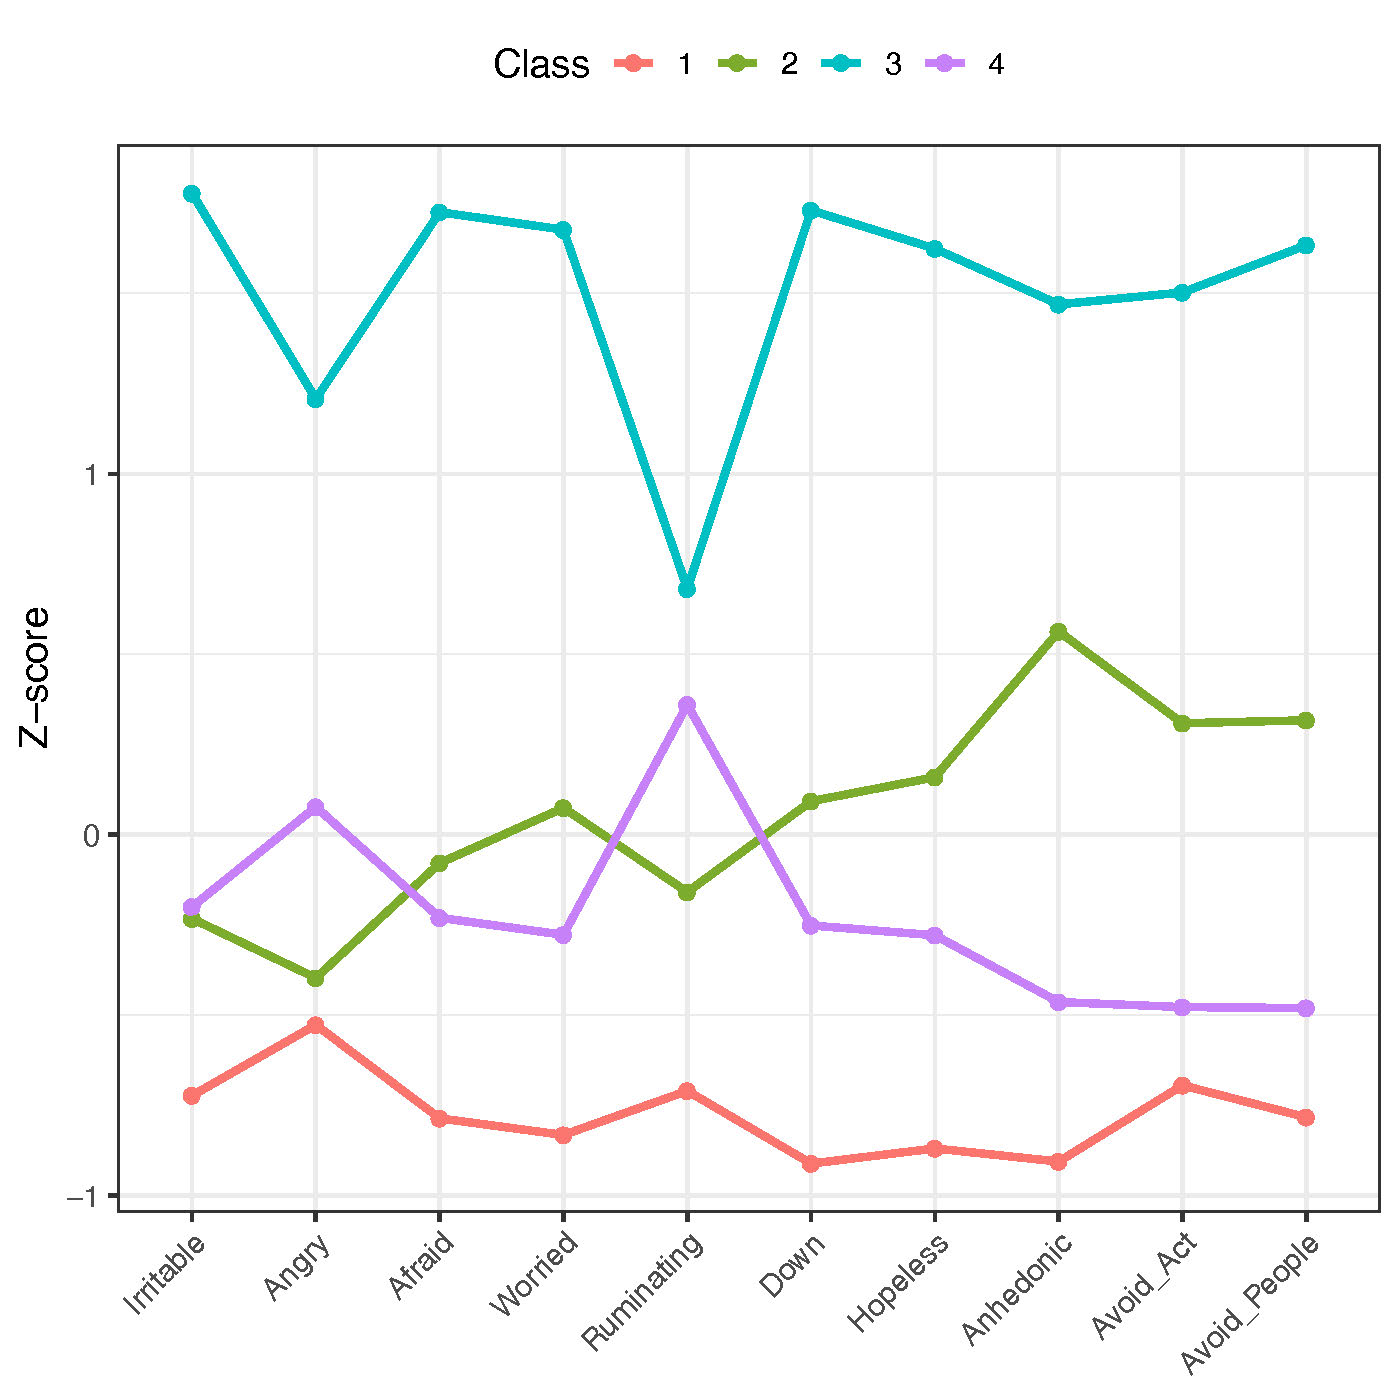 Class 1 2 3 4
Z−score
1
0
−1
Irritable
Angry
Afraid
Worried
Ruminating
Down
Hopeless
Anhedonic
Avoid_Act
Avoid_People